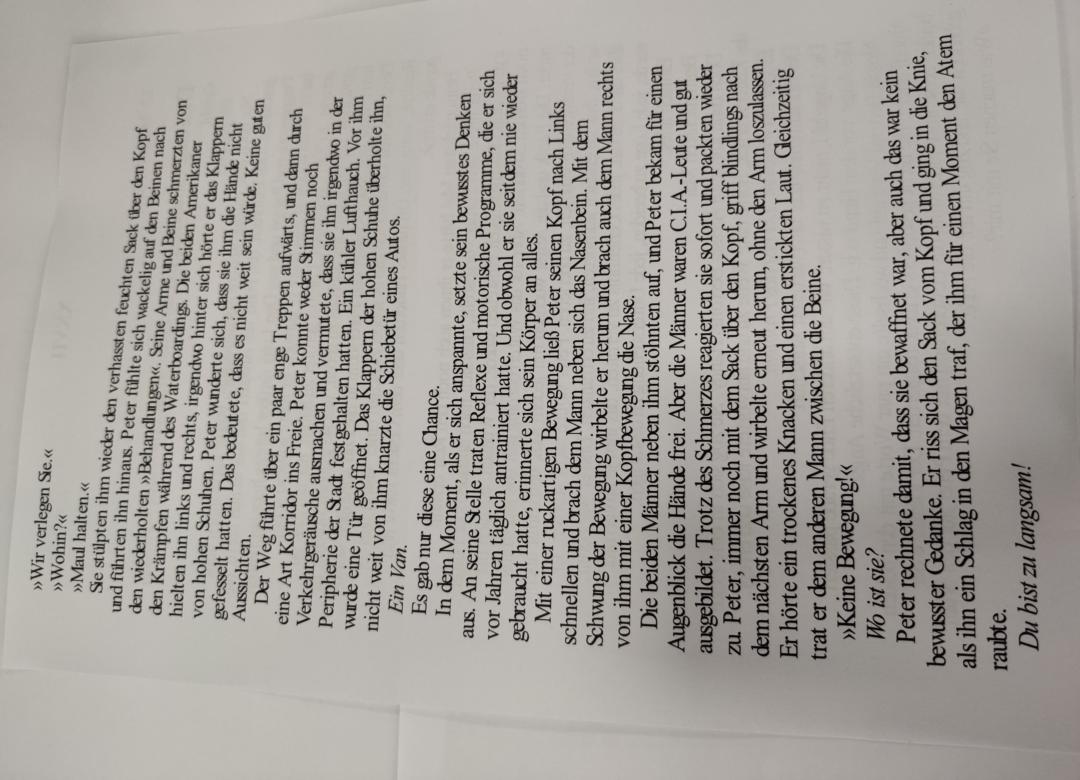 »Wir verlegen Sie.«
»Wohin?«
»Maul halten.«
Sie stülpten ihm wieder den verhassten feuchten Sack über den Kopf
und führten ihn hinaus. Peter fühlte sich wackelig auf den Beinen nach
den wiederholten »Behandlungen«. Seine Arme und Beine schmerzten von
den Krämpfen während des Waterboardings. Die beiden Amerikaner
hielten ihn links und rechts, irgendwo hinter sich hörte er das Klappern
von hohen Schuhen. Peter wunderte sich, dass sie ihm die Hände nicht
gefesselt hatten. Das bedeutete, dass es nicht weit sein würde. Keine guten
Aussichten.
Der Weg führte über ein paar enge Treppen aufwärts, und dann durch
eine Art Korridor ins Freie. Peter konnte weder Stimmen noch
Verkehrgeräusche ausmachen und vermutete, dass sie ihn irgendwo in der
Peripherie der Stadt festgehalten hatten. Ein kühler Lufthauch. Vor ihm
wurde eine Tür geöffnet. Das Klappern der hohen Schuhe überholte ihn,
nicht weit von ihm knarzte die Schiebetür eines Autos.
Ein Van.
Es gab nur diese eine Chance.
In dem Moment, als er sich anspannte, setzte sein bewusstes Denken
aus. An seine Stelle traten Reflexe und motorische Programme, die er sich
vor Jahren täglich antrainiert hatte. Und obwohl er sie seitdem nie wieder
gebraucht hatte, erinnerte sich sein Körper an alles.
Mit einer ruckartigen Bewegung ließ Peter seinen Kopf nach Links
schnellen und brach dem Mann neben sich das Nasenbein. Mit dem
Schwung der Bewegung wirbelte er herum und brach auch dem Mann rechts
von ihm mit einer Kopfbewegung die Nase.
Die beiden Männer neben ihm stöhnten auf, und Peter bekam für einen
Augenblick die Hände frei. Aber die Männer waren C.I.A.-Leute und gut
ausgebildet. Trotz des Schmerzes reagierten sie sofort und packten wieder
zu. Peter, immer noch mit dem Sack über den Kopf, griff blindlings nach
dem nächsten Arm und wirbelte erneut herum, ohne den Arm loszulassen.
Er hörte ein trockenes Knacken und einen erstickten Laut. Gleichzeitig
trat er dem anderen Mann zwischen die Beine.
»Keine Bewegung!«
Wo ist sie?
Peter rechnete damit, dass sie bewaffnet war, aber auch das war kein
bewusster Gedanke. Er riss sich den Sack vom Kopf und ging in die Knie,
als ihn ein Schlag in den Magen traf, der ihm für einen Moment den Atem
raubte.
Du bist zu langsam!